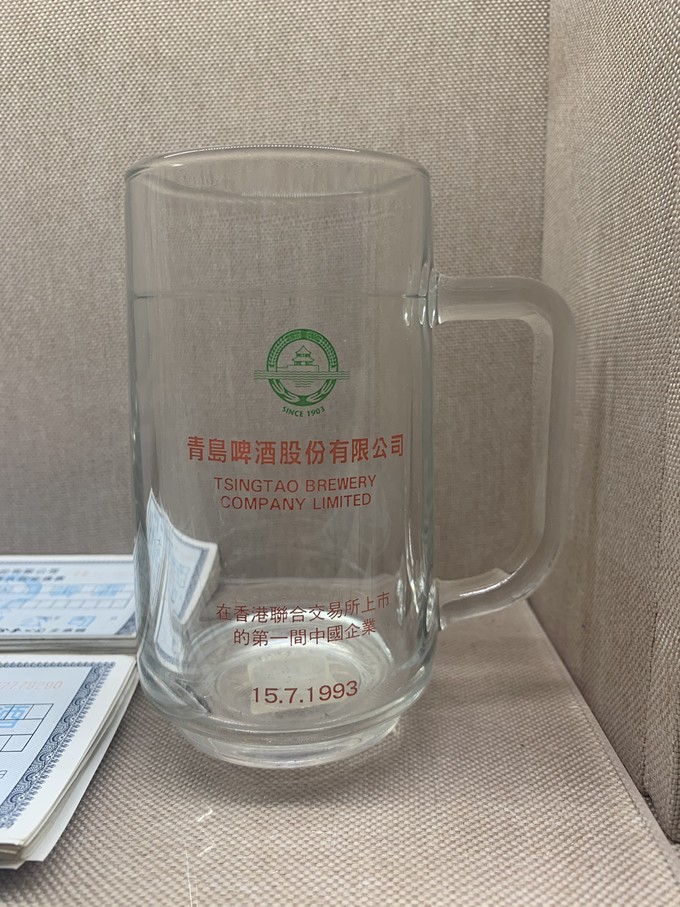 SINCE 1903
青島啤酒股份有限公司
TSINGTAO BREWERY
COMPANY LIMITED
在香港聯合交易所上市
的第一間中國企業
15.7.1993